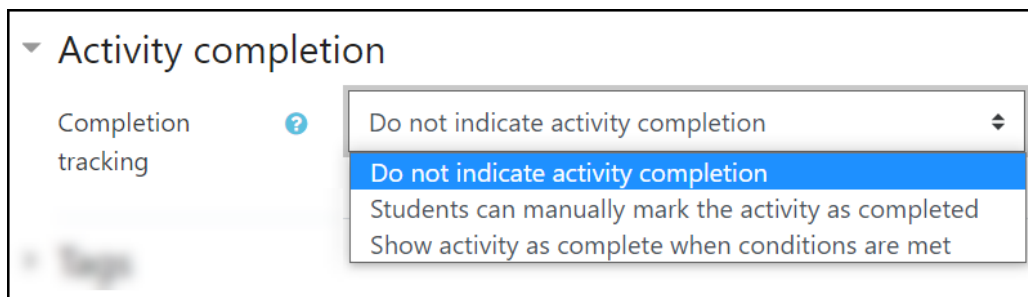 Activity completion
Completion
tracking
Do not indicate activity completion
Do not indicate activity completion
Students can manually mark the activity as completed
Show activity as complete when conditions are met
Tags